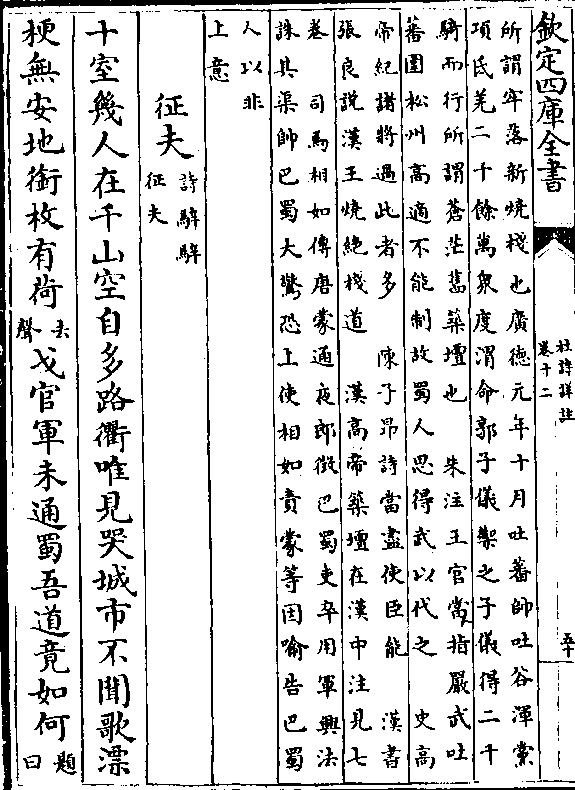 欽定四庫全書
杜詩詳註
卷十二
五十
所謂牢落新燒棧也廣德元年十月吐蕃帥吐谷渾黨
項氐羌二十餘萬衆度渭命郭子儀禦之子儀得二千
騎而行所謂蒼茫舊築壇也　朱注王官當指嚴武吐
蕃圍松州高適不能制故蜀人思得武以代之　史高
帝紀諸將過此者多　陳子昻詩當盡使臣能　漢書
張良說漢王燒絶棧道　漢高帝築壇在漢中注見七
卷　司馬相如傳唐蒙通夜郎徵巴蜀吏卒用軍興法
誅其渠帥巴蜀大驚恐上使相如責蒙等因喻告巴蜀
人以非
上意
征夫詩駪駪征夫
十室幾人在千山空自多路衢唯見哭城市不聞歌漂
梗無安地銜枚有荷去聲戈官軍未通蜀吾道竟如何題曰